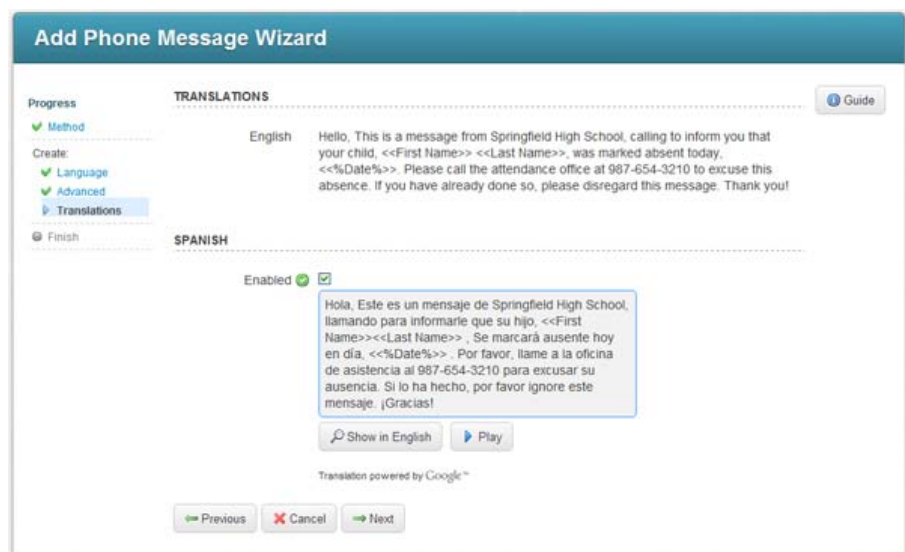 Add Phone Message Wizard
Progress
Method
Create:
Language
Advanced
Translations
Finish
TRANSLATIONS
Guide
English
Hello, This is a message from Springfield High School, calling to inform you that
your child, <<First Name>> <<Last Name>>, was marked absent today,
<<%Date%>>. Please call the attendance office at 987-654-3210 to excuse this
absence. If you have already done so, please disregard this message. Thank you!
SPANISH
Enabled
Hola, Este es un mensaje de Springfield High School,
llamando para informarle que su hijo, <<First
Name>><<Last Name>> , Se marcará ausente hoy
en día, <<%Date%>> . Por favor, llame a la oficina
de asistencia al 987-654-3210 para excusar su
ausencia. Si lo ha hecho, por favor ignore este
mensaje. ¡Gracias!
Show in English
Play
Translation powered by Google™
Previous
Cancel
Next